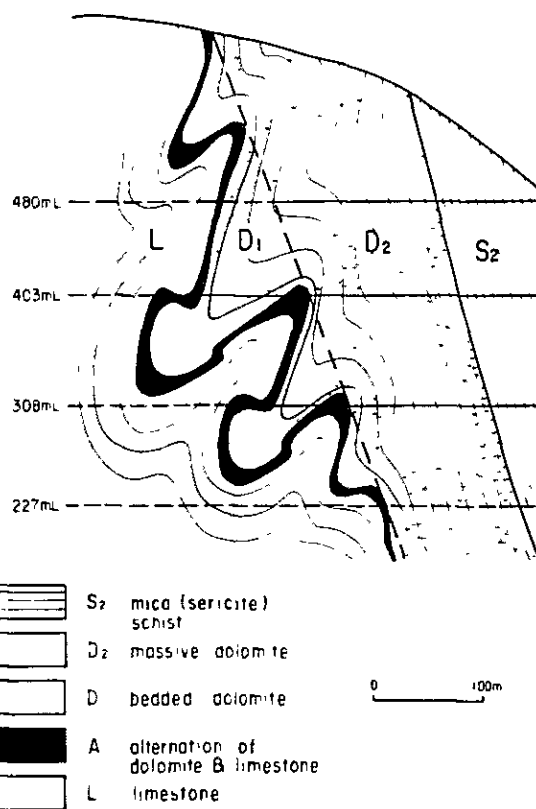 480mL
L
D₁
D₂
S₂
403mL
308mL
227mL
S₂ mica (sericite)
schist
D₂ massive dolomite
D bedded dolomite
A alternation of
dolomite & limestone
L limestone
0 100m